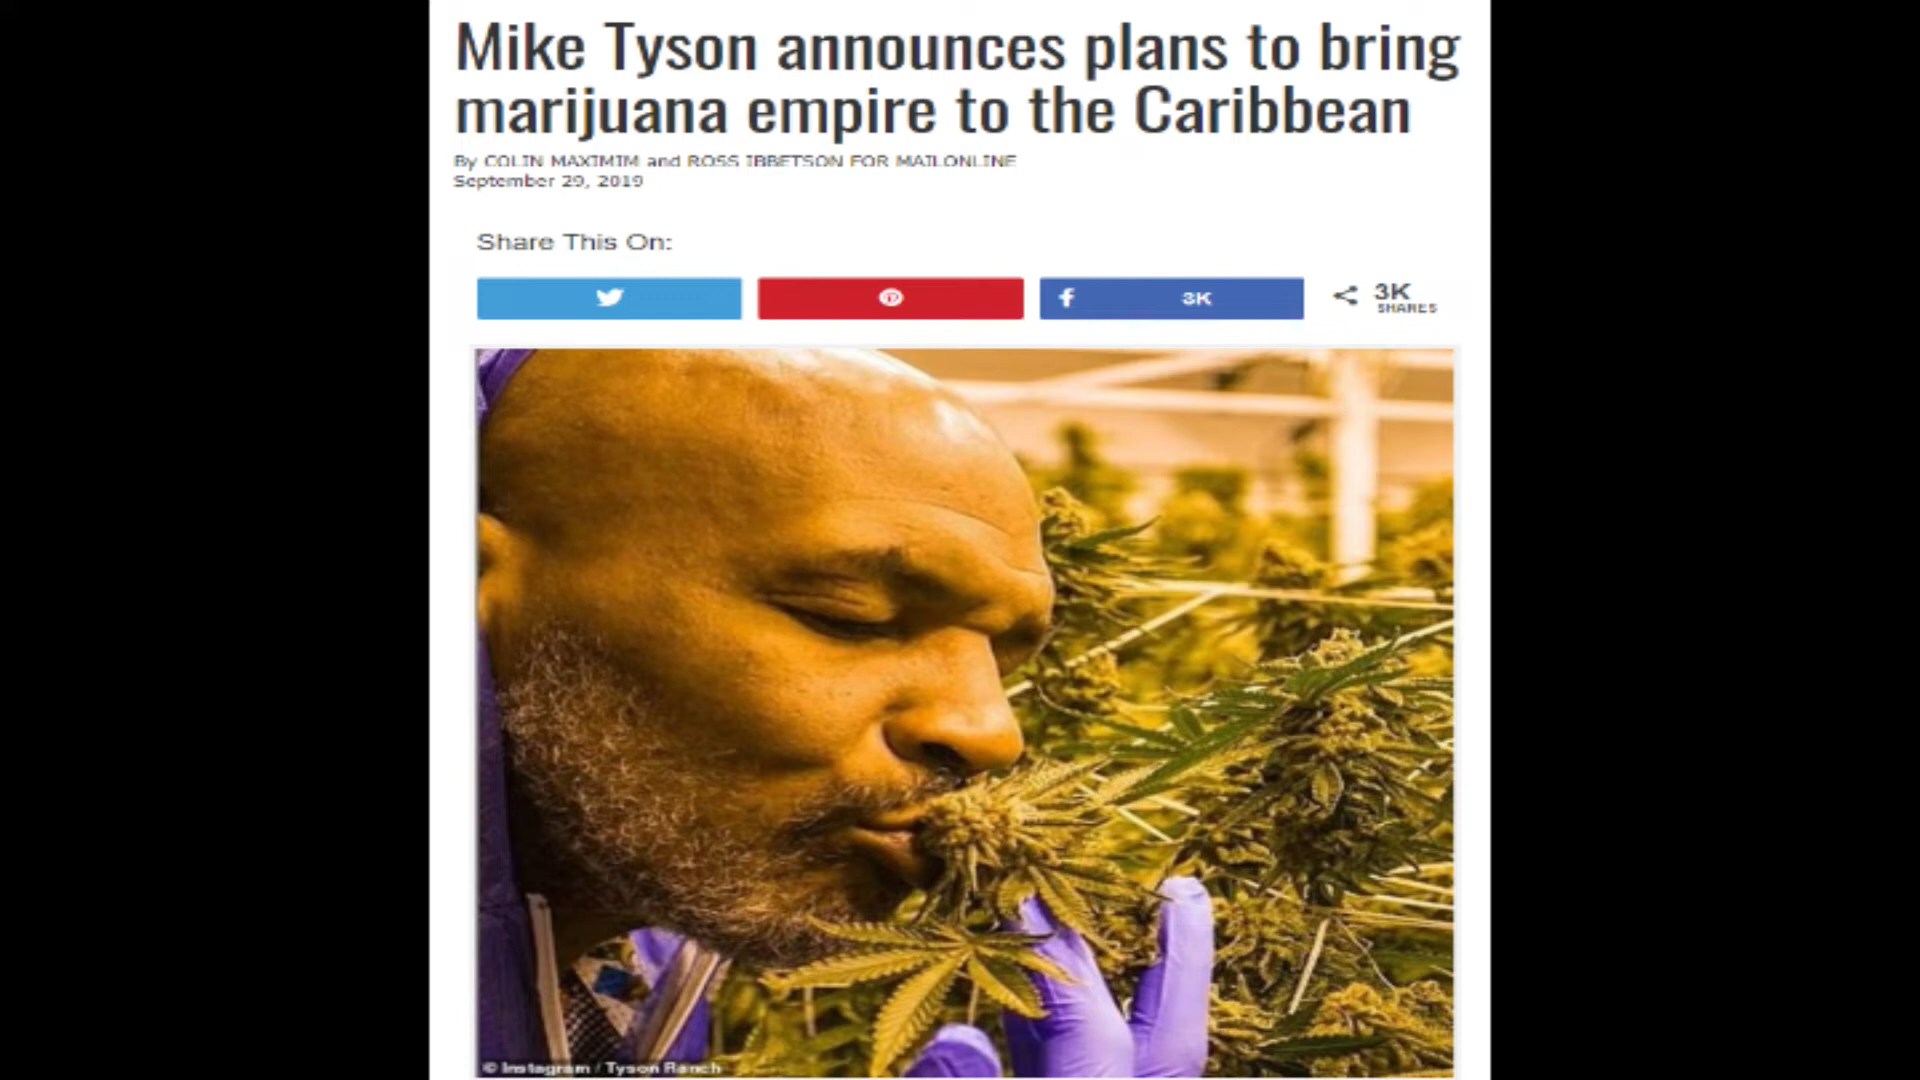 Mike Tyson announces plans to bring
marijuana empire to the Caribbean
By COLIN MAXIMIM and ROSS IBBETSON FOR MAILONLINE
September 29, 2019
Share This On:
3K
3K
SHARES
© Instagram / Tyson Ranch